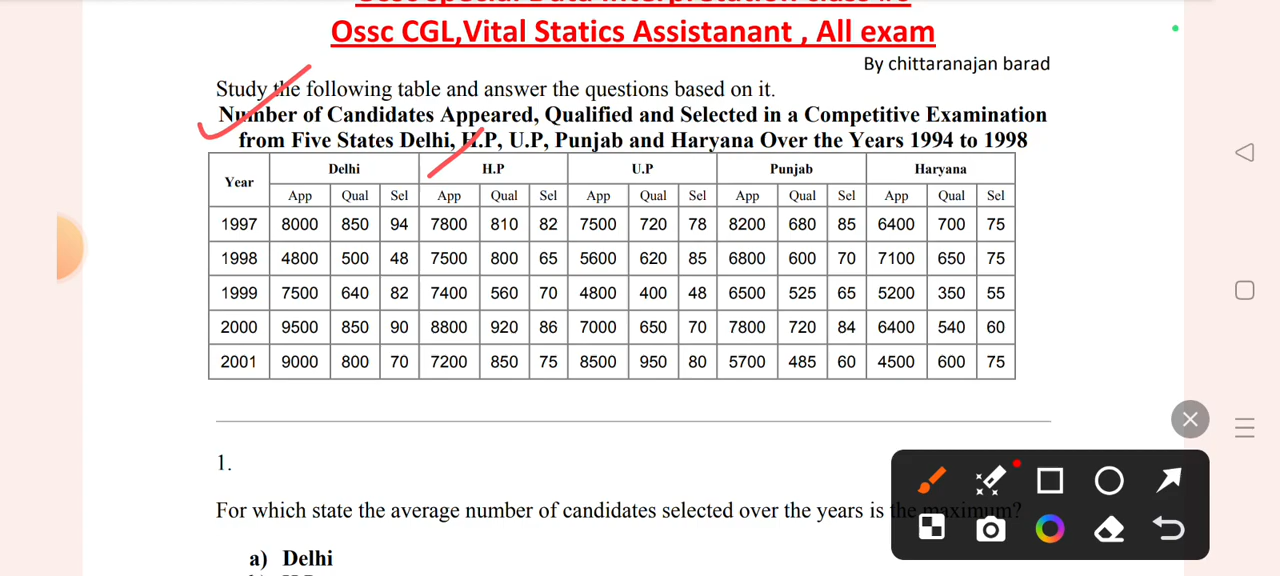 Ossc CGL,Vital Statics Assistanant , All exam
By chittaranajan barad
Study the following table and answer the questions based on it.
Number of Candidates Appeared, Qualified and Selected in a Competitive Examination
from Five States Delhi, H.P, U.P, Punjab and Haryana Over the Years 1994 to 1998
Year Delhi H.P U.P Punjab Haryana
App Qual Sel App Qual Sel App Qual Sel App Qual Sel App Qual Sel
1997 8000 850 94 7800 810 82 7500 720 78 8200 680 85 6400 700 75
1998 4800 500 48 7500 800 65 5600 620 85 6800 600 70 7100 650 75
1999 7500 640 82 7400 560 70 4800 400 48 6500 525 65 5200 350 55
2000 9500 850 90 8800 920 86 7000 650 70 7800 720 84 6400 540 60
2001 9000 800 70 7200 850 75 8500 950 80 5700 485 60 4500 600 75
1.
For which state the average number of candidates selected over the years is the maximum?
a) Delhi